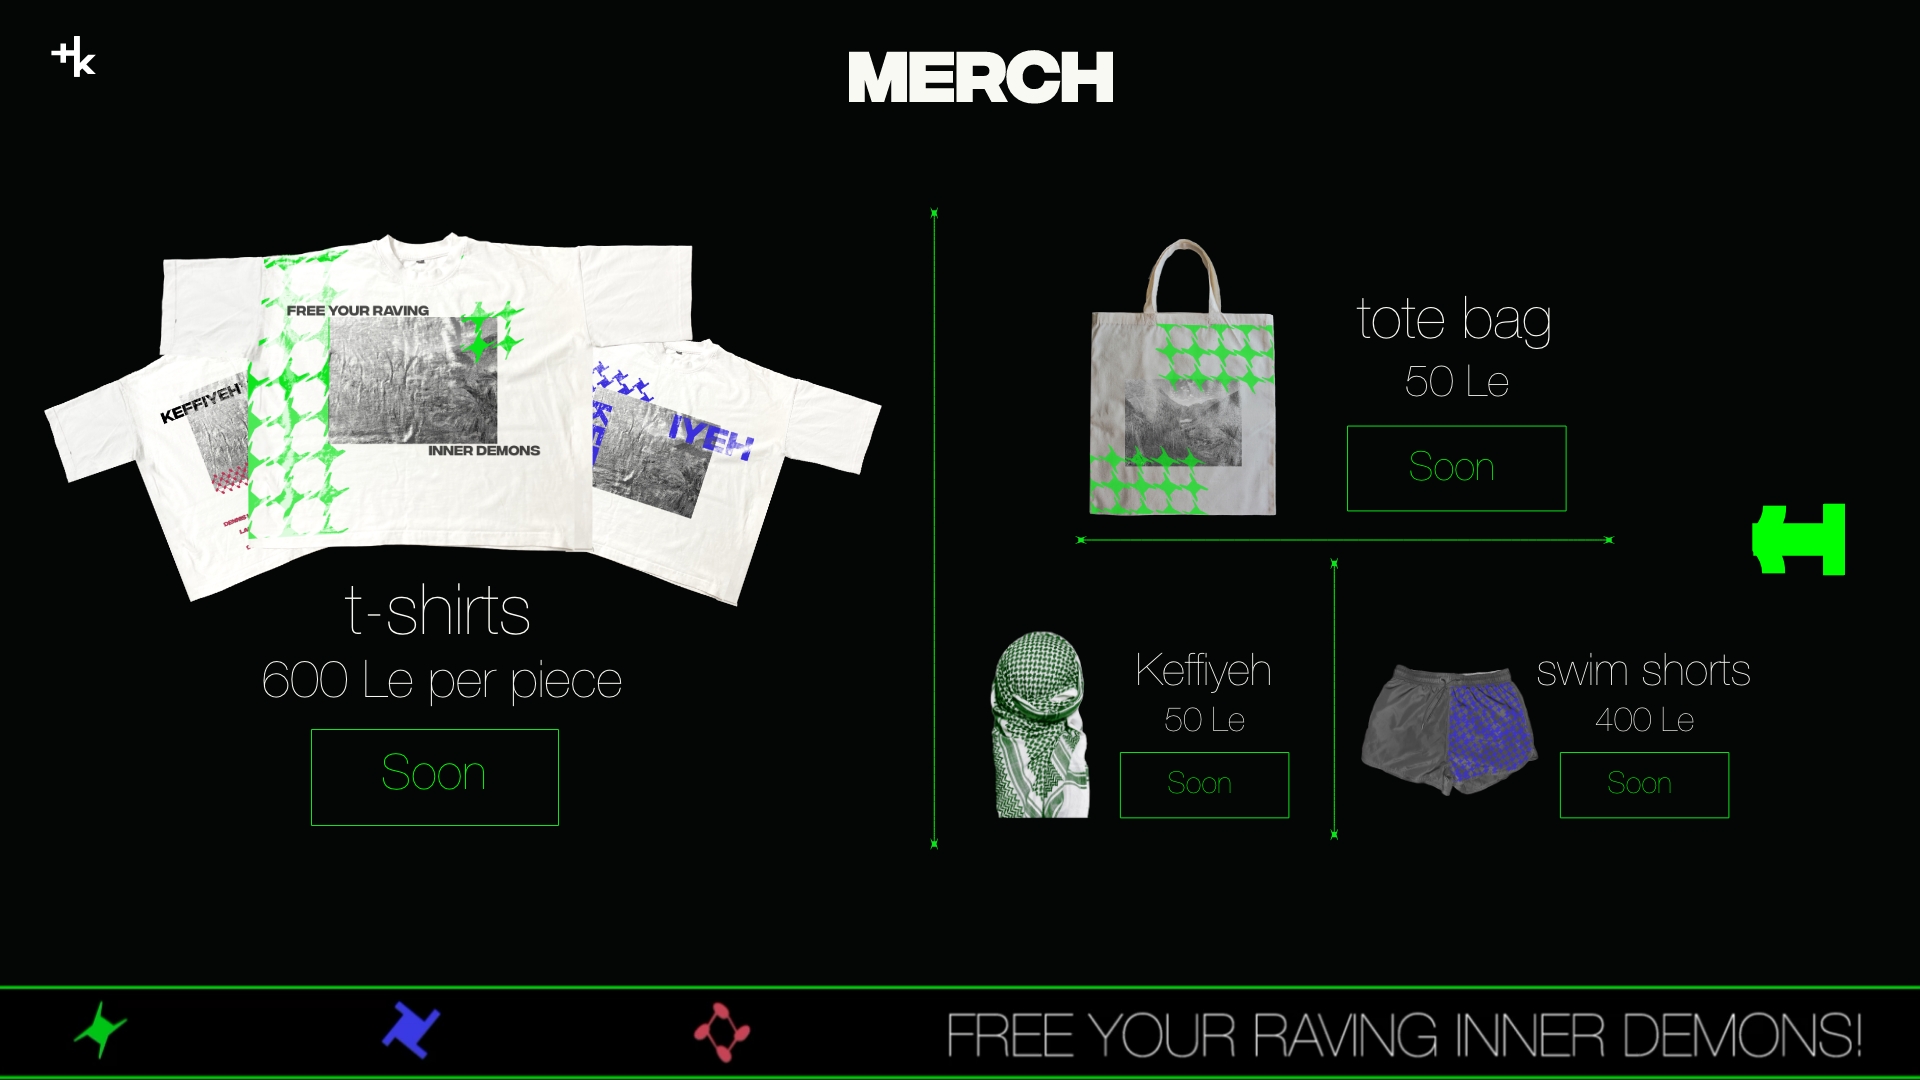 +k
MERCH
FREE YOUR RAVING
INNER DEMONS
KEFFIYEH
IYEH
t-shirts
600 Le per piece
Soon
tote bag
50 Le
Soon
Keffiyeh
50 Le
Soon
swim shorts
400 Le
Soon
FREE YOUR RAVING INNER DEMONS!